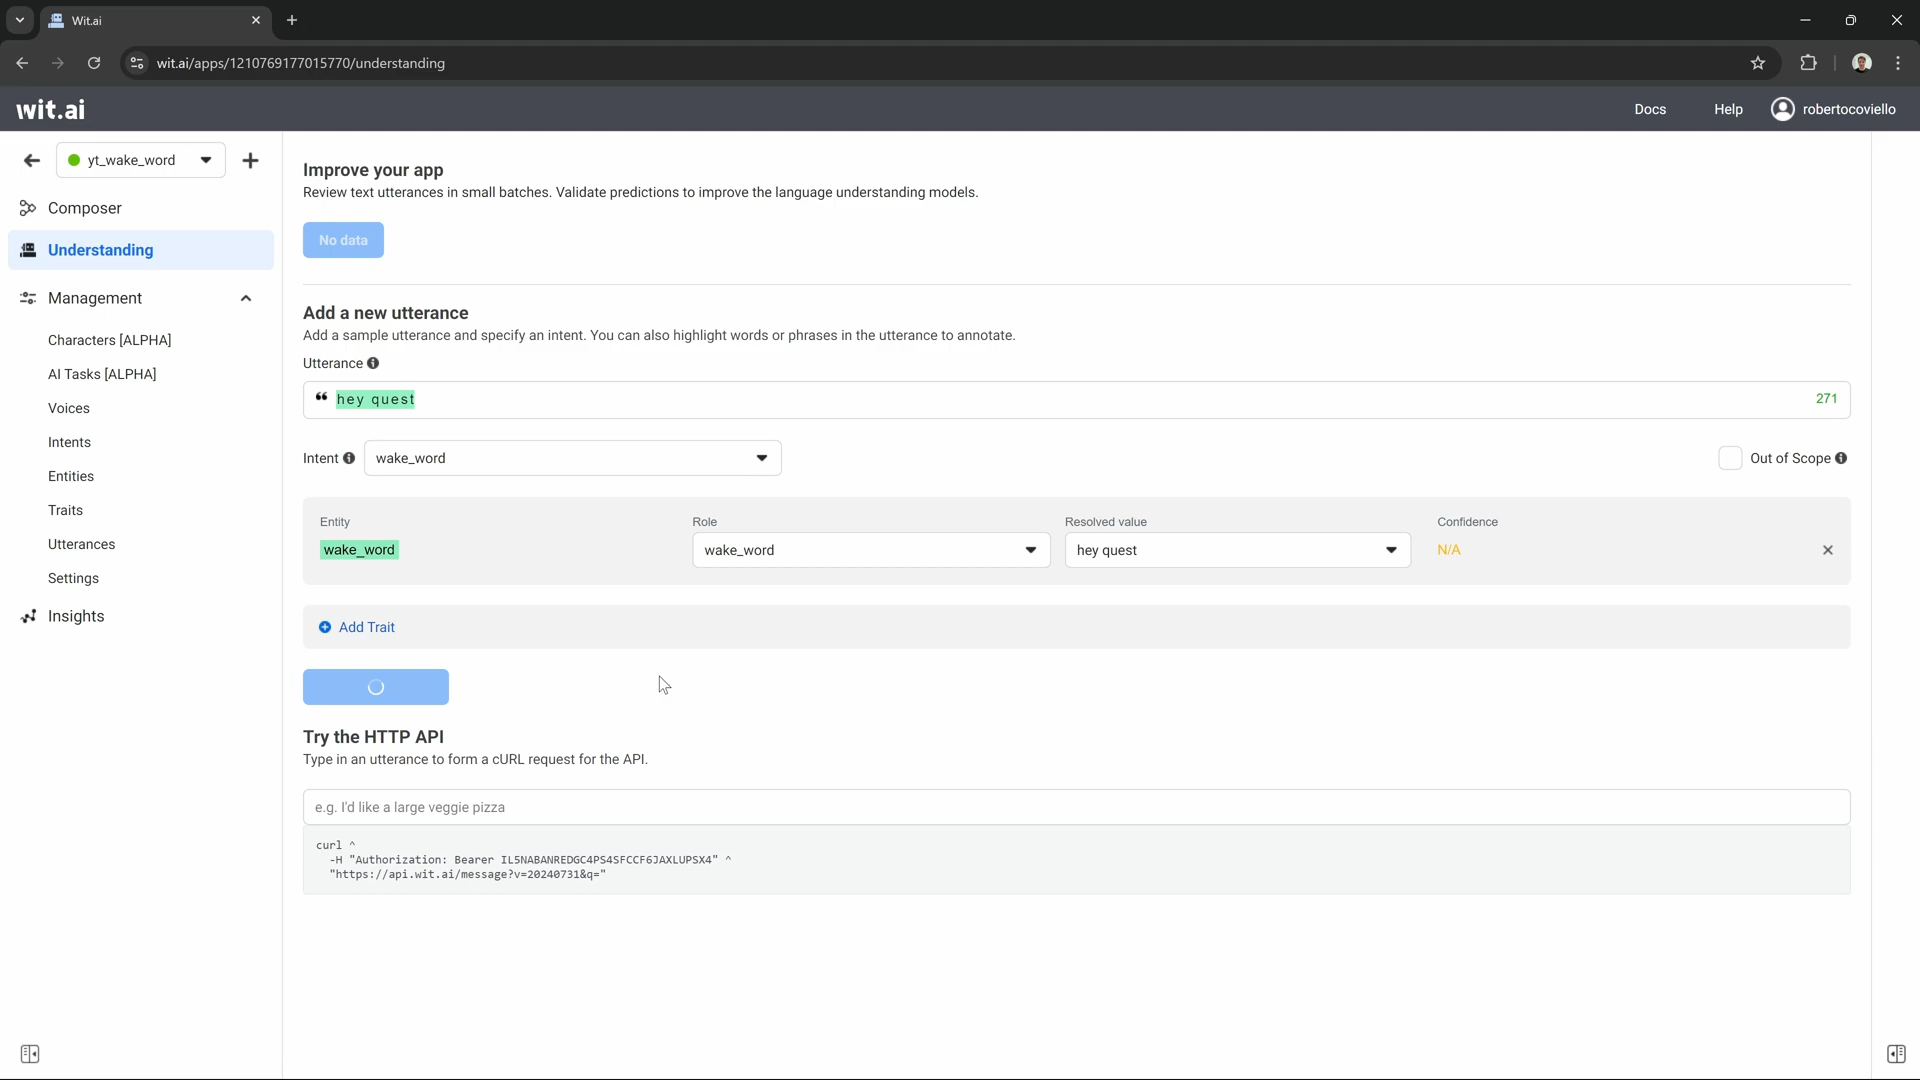 Wit.ai
wit.ai/apps/1210769177015770/understanding
wit.ai
Docs
Help
robertocoviello
yt_wake_word
Composer
Understanding
Management
Characters [ALPHA]
AI Tasks [ALPHA]
Voices
Intents
Entities
Traits
Utterances
Settings
Insights
Improve your app
Review text utterances in small batches. Validate predictions to improve the language understanding models.
No data
Add a new utterance
Add a sample utterance and specify an intent. You can also highlight words or phrases in the utterance to annotate.
Utterance
hey quest
271
Intent
wake_word
Out of Scope
Entity
Role
Resolved value
Confidence
wake_word
wake_word
hey quest
N/A
Add Trait
Try the HTTP API
Type in an utterance to form a cURL request for the API.
e.g. I'd like a large veggie pizza
curl ^
-H "Authorization: Bearer IL5NABANREDGC4PS4SFCCF6JAXLUPSX4" ^
"https://api.wit.ai/message?v=20240731&q="